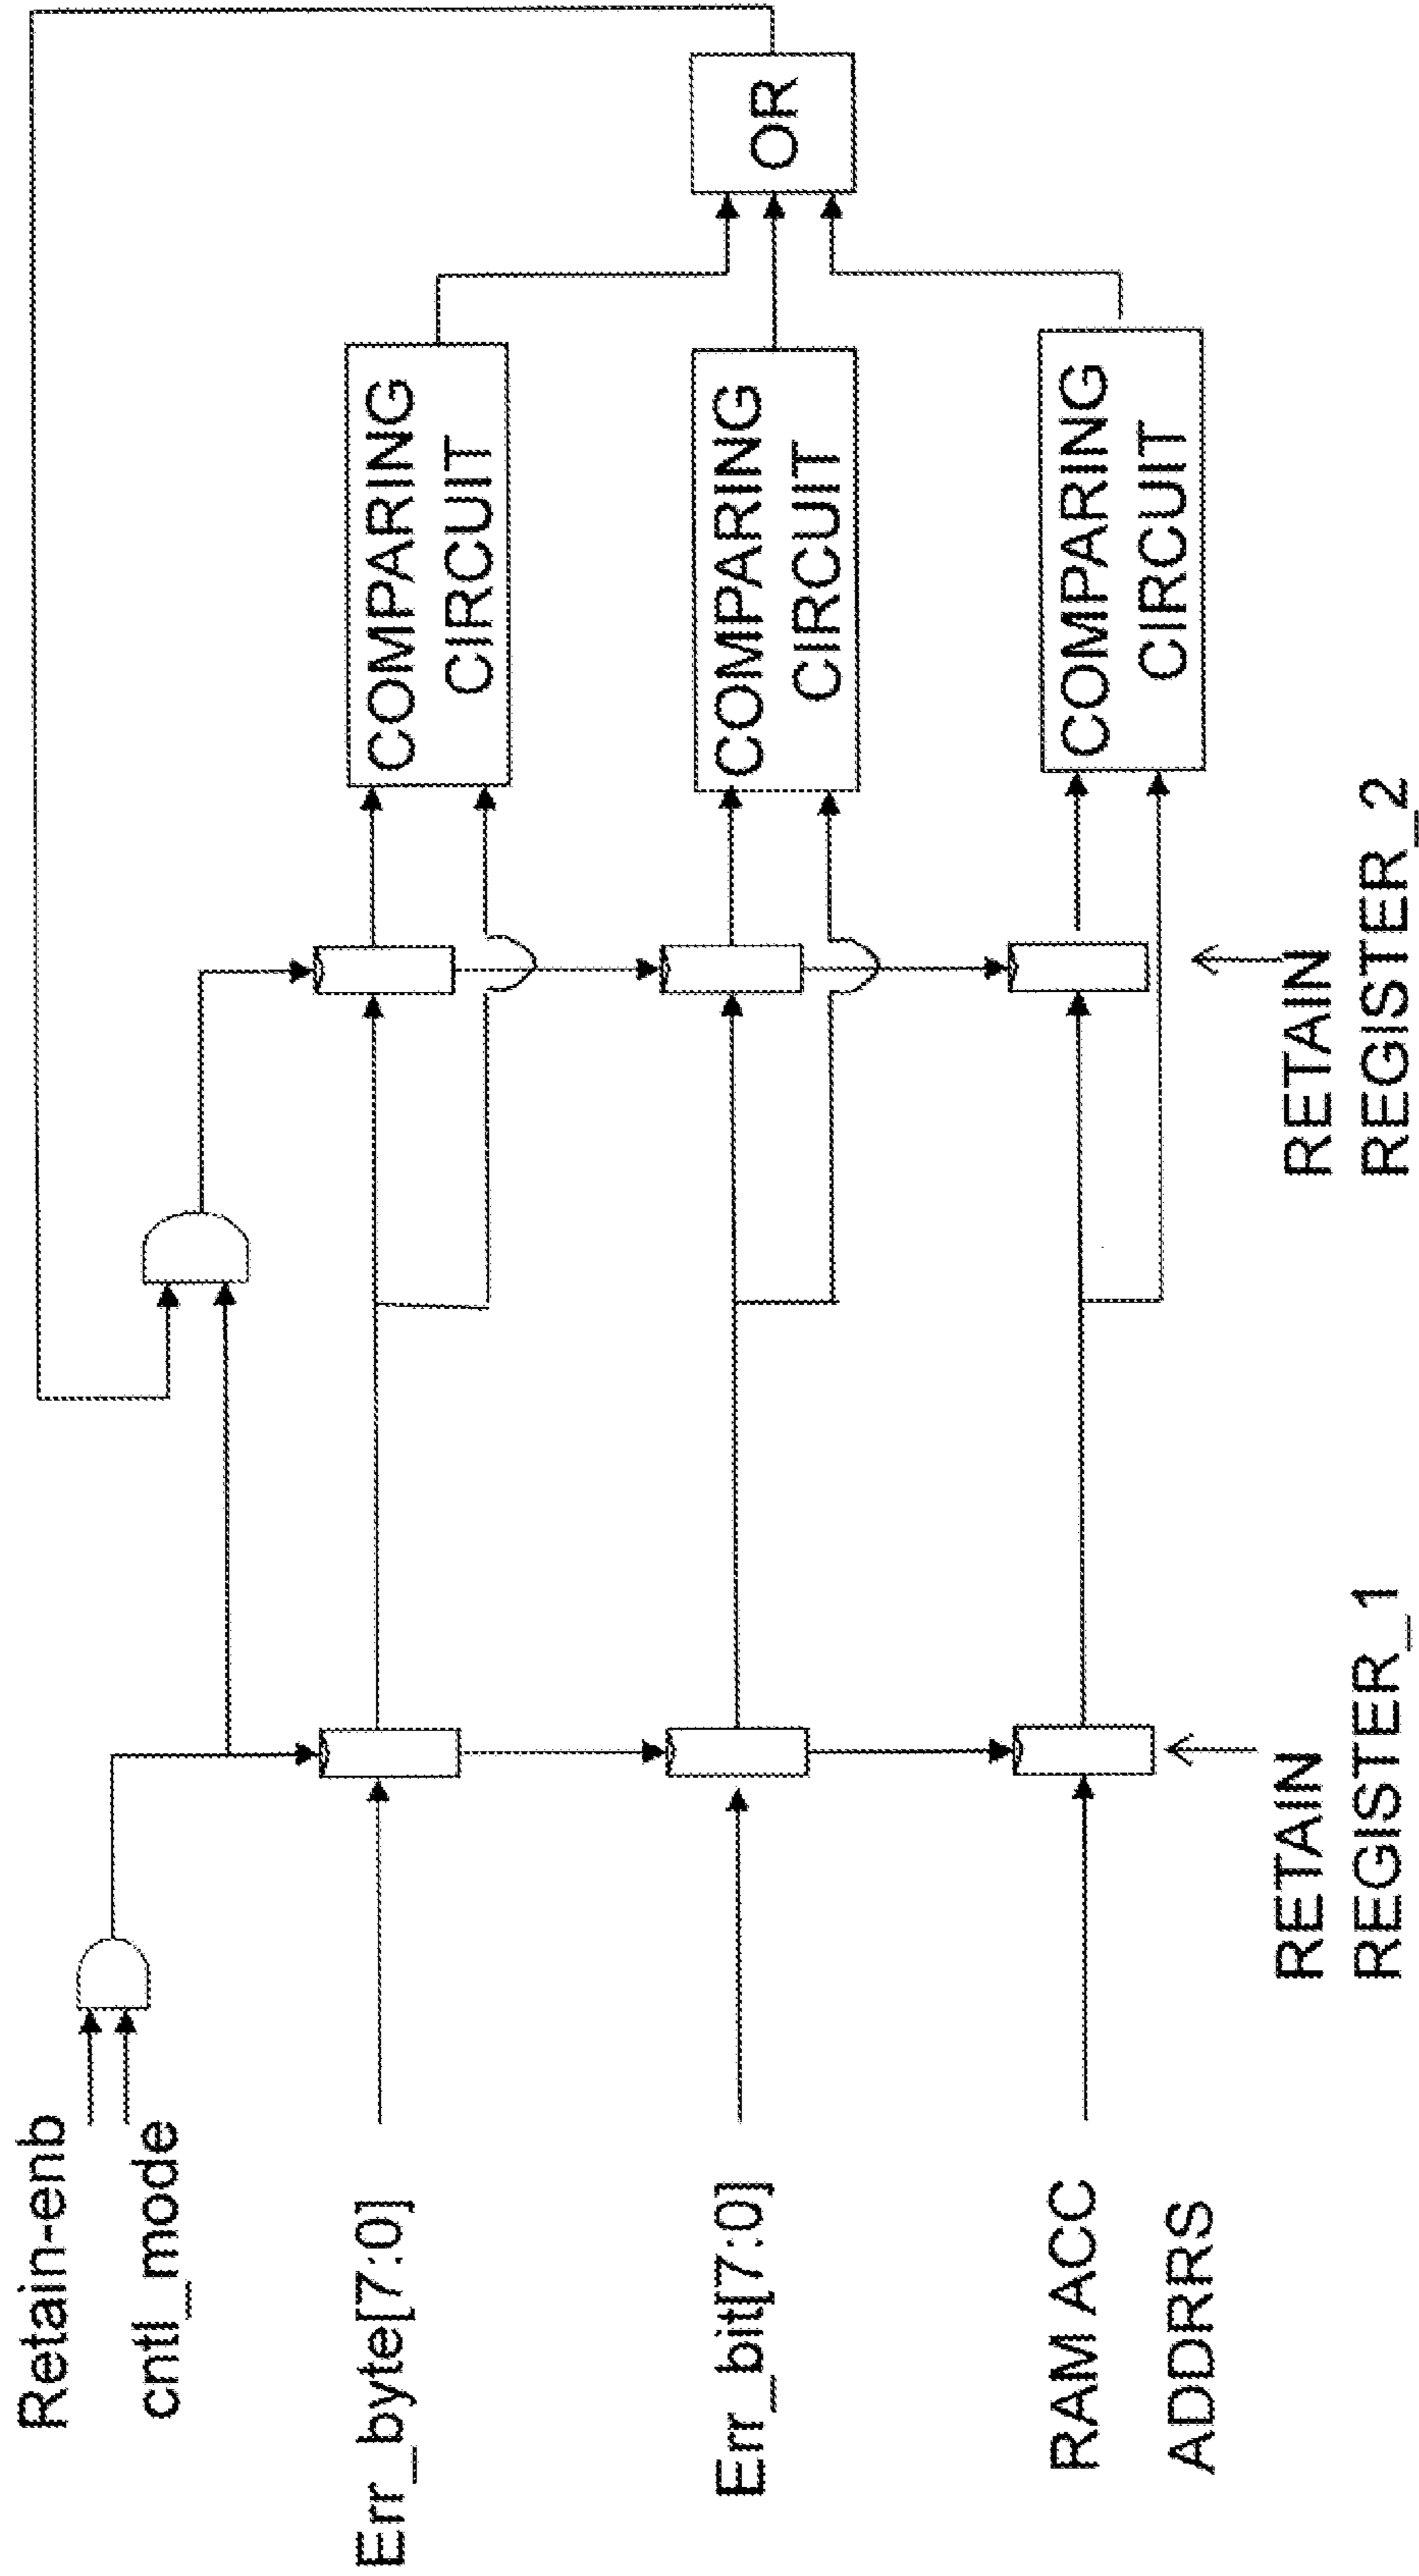 Retain-enb
cntl_mode
Err_byte[7:0]
Err_bit[7:0]
RAM ACC
ADDRRS
RETAIN
REGISTER_1
RETAIN
REGISTER_2
COMPARING
CIRCUIT
COMPARING
CIRCUIT
COMPARING
CIRCUIT
OR